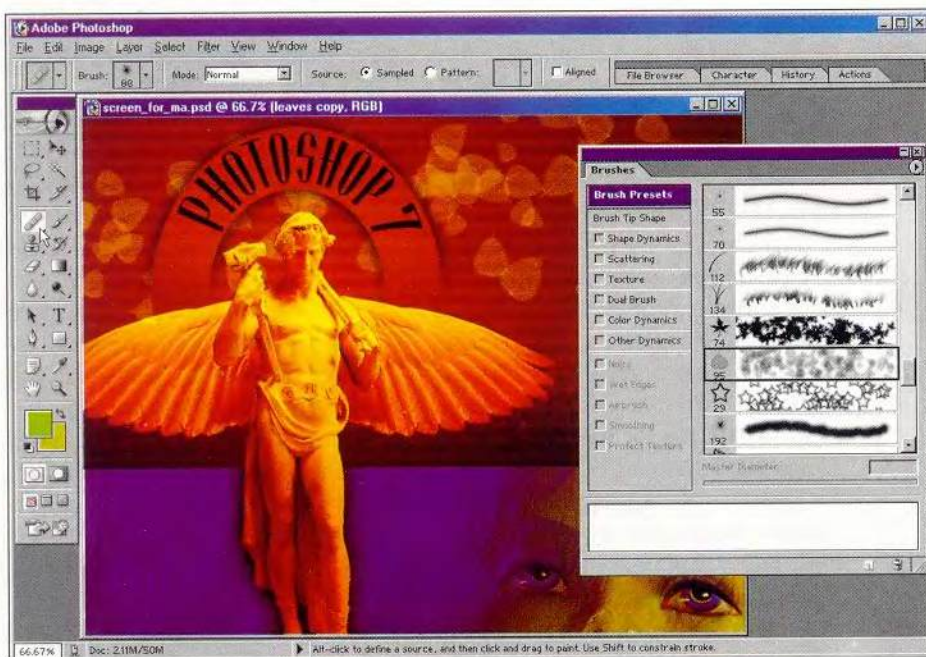 Adobe Photoshop
File Edit Image Layer Select Filter View Window Help
Brush: Mode: Normal Source: Sampled Pattern: Aligned File Browser Character History Actions
screen_for_ma.psd @ 66.7% (leaves copy, RGB)
PHOTOSHOP 7
Brushes
Brush Presets
Brush Tip Shape
Shape Dynamics
Scattering
Texture
Dual Brush
Color Dynamics
Other Dynamics
Noise
Wet Edges
Airbrush
Smoothing
Protect Texture
55
70
112
134
74
95
29
192
Master Diameter
66.67% Doc: 2.11M/50M Alt-click to define a source, and then click and drag to paint. Use Shift to constrain stroke.